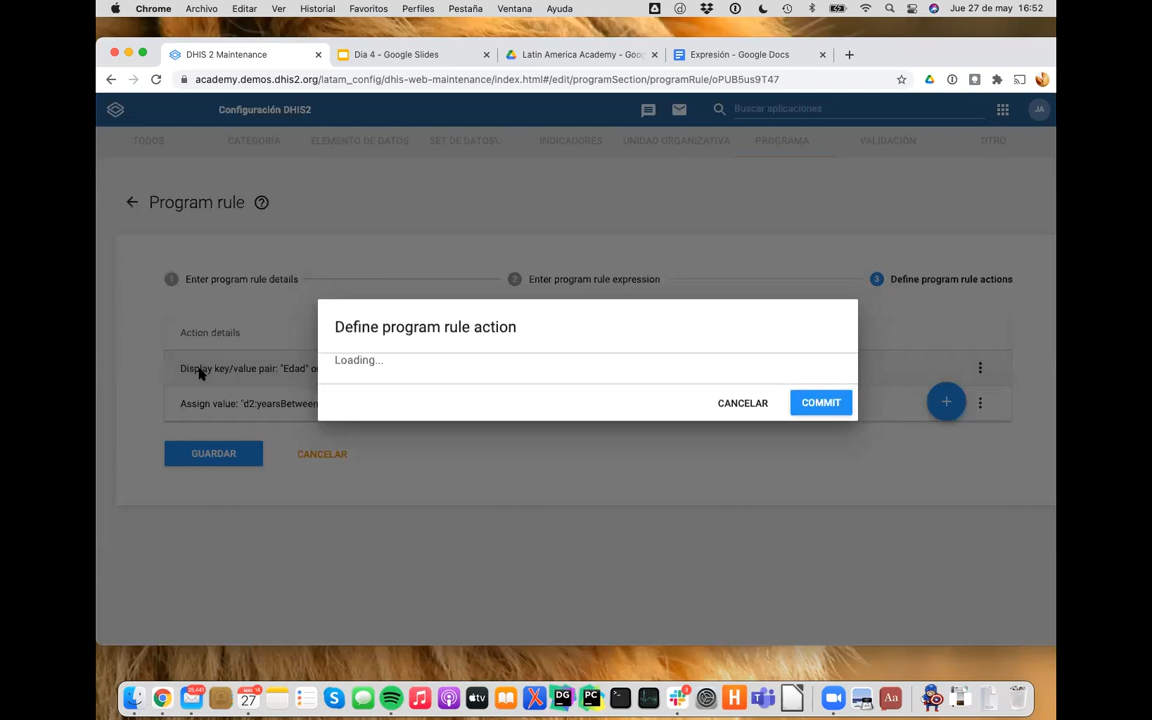 Chrome Archivo Editar Ver Historial Favoritos Perfiles Pestaña Ventana Ayuda Jue 27 de may 16:52
DHIS 2 Maintenance Dia 4 - Google Slides Latin America Academy - Goo Expresión - Google Docs
academy.demos.dhis2.org/latam_config/dhis-web-maintenance/index.html#/edit/programSection/programRule/oPUB5us9T47
Configuración DHIS2 Buscar aplicaciones JA
TODOS CATEGORÍA ELEMENTO DE DATOS SET DE DATOS\ INDICADORES UNIDAD ORGANIZATIVA PROGRAMA VALIDACIÓN OTRO
Program rule
1 Enter program rule details 2 Enter program rule expression 3 Define program rule actions
Define program rule action
Action details
Loading...
Display key/value pair: "Edad" o
Assign value: "d2:yearsBetween
CANCELAR COMMIT
GUARDAR CANCELAR